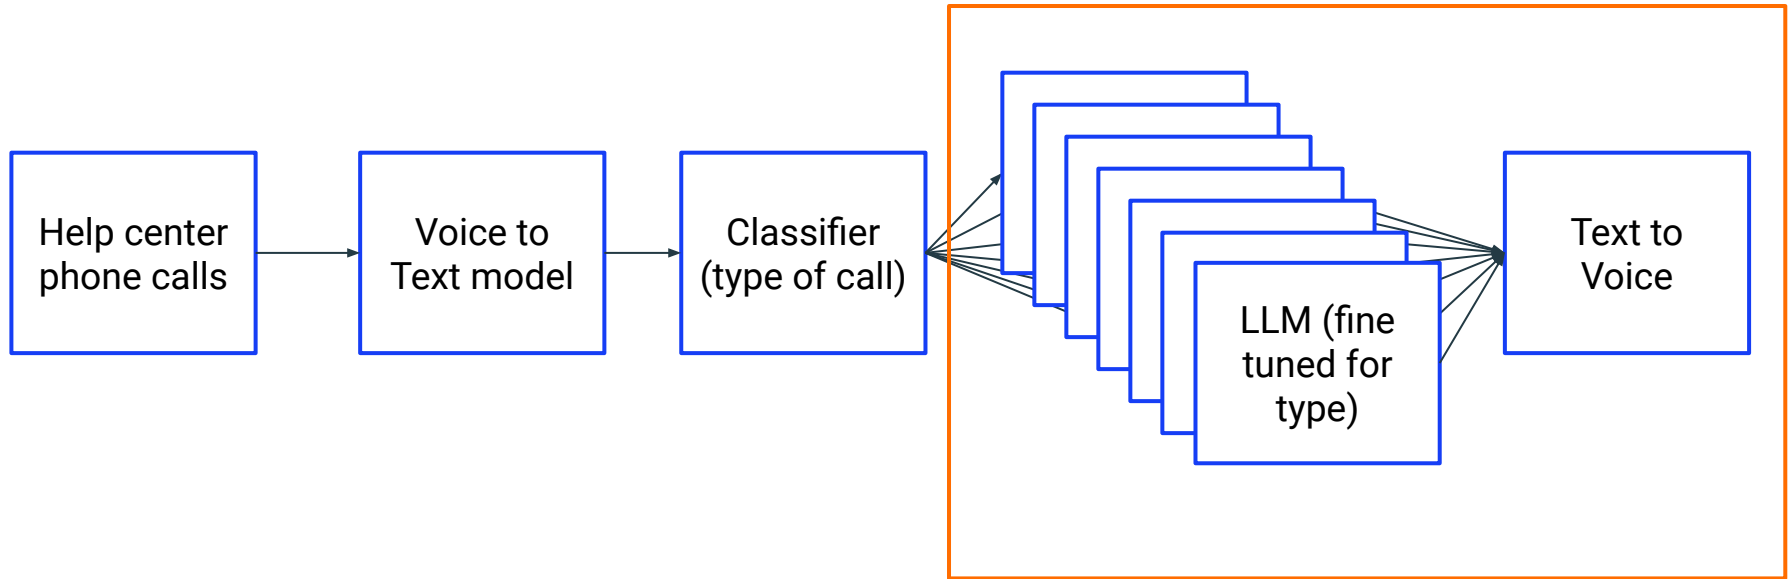 Help center
phone calls
Voice to
Text model
Classifier
(type of call)
LLM (fine
tuned for
type)
Text to
Voice